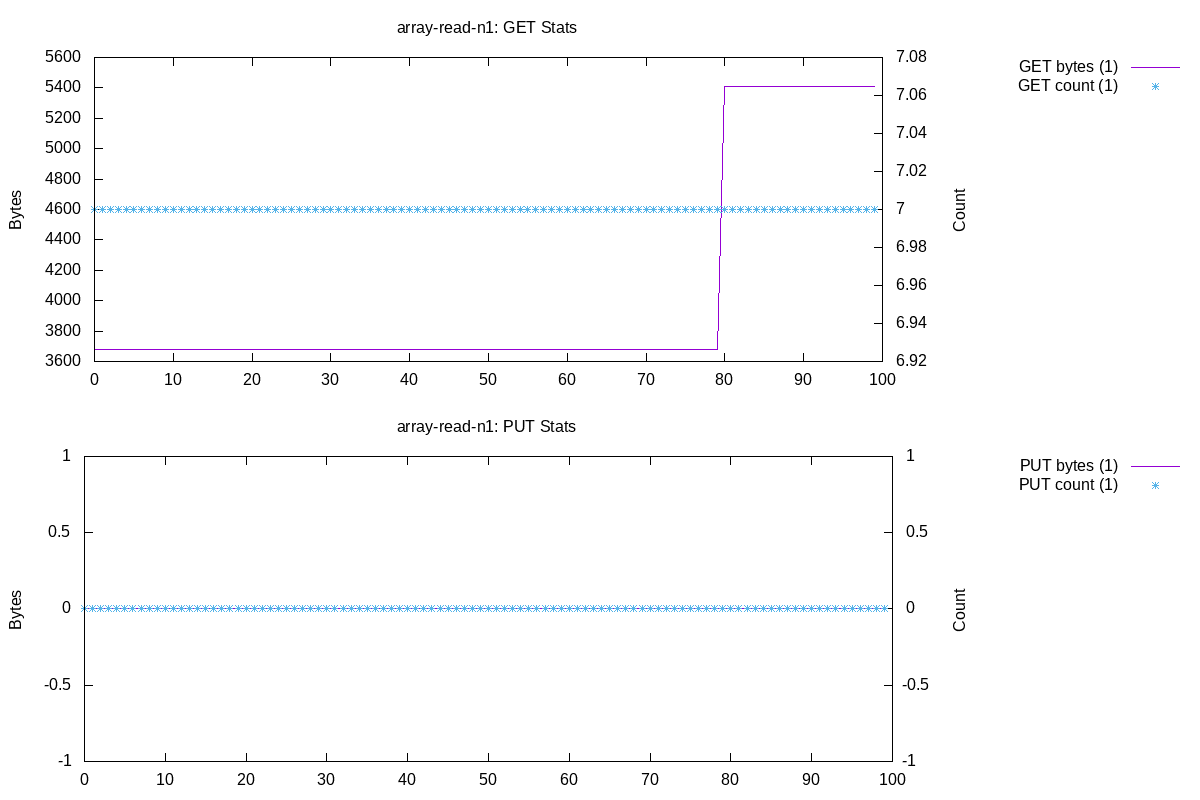 array-read-n1: GET Stats
5600
5400
5200
5000
4800
4600
4400
4200
4000
3800
3600
7.08
7.06
7.04
7.02
7
6.98
6.96
6.94
6.92
Bytes
Count
0 10 20 30 40 50 60 70 80 90 100
GET bytes (1)
GET count (1)
array-read-n1: PUT Stats
1
0.5
0
-0.5
-1
1
0.5
0
-0.5
-1
Bytes
Count
0 10 20 30 40 50 60 70 80 90 100
PUT bytes (1)
PUT count (1)